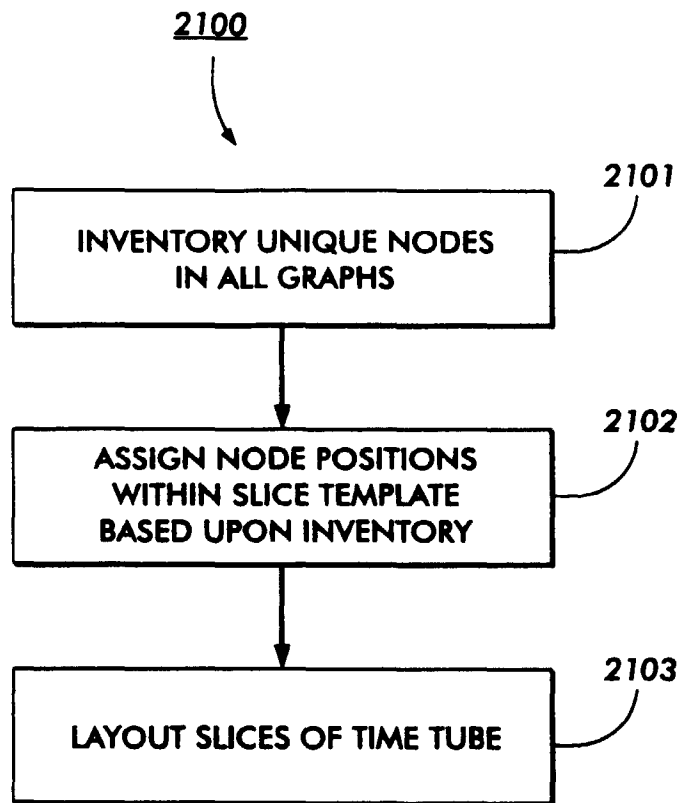 2100
2101
INVENTORY UNIQUE NODES
IN ALL GRAPHS
2102
ASSIGN NODE POSITIONS
WITHIN SLICE TEMPLATE
BASED UPON INVENTORY
2103
LAYOUT SLICES OF TIME TUBE